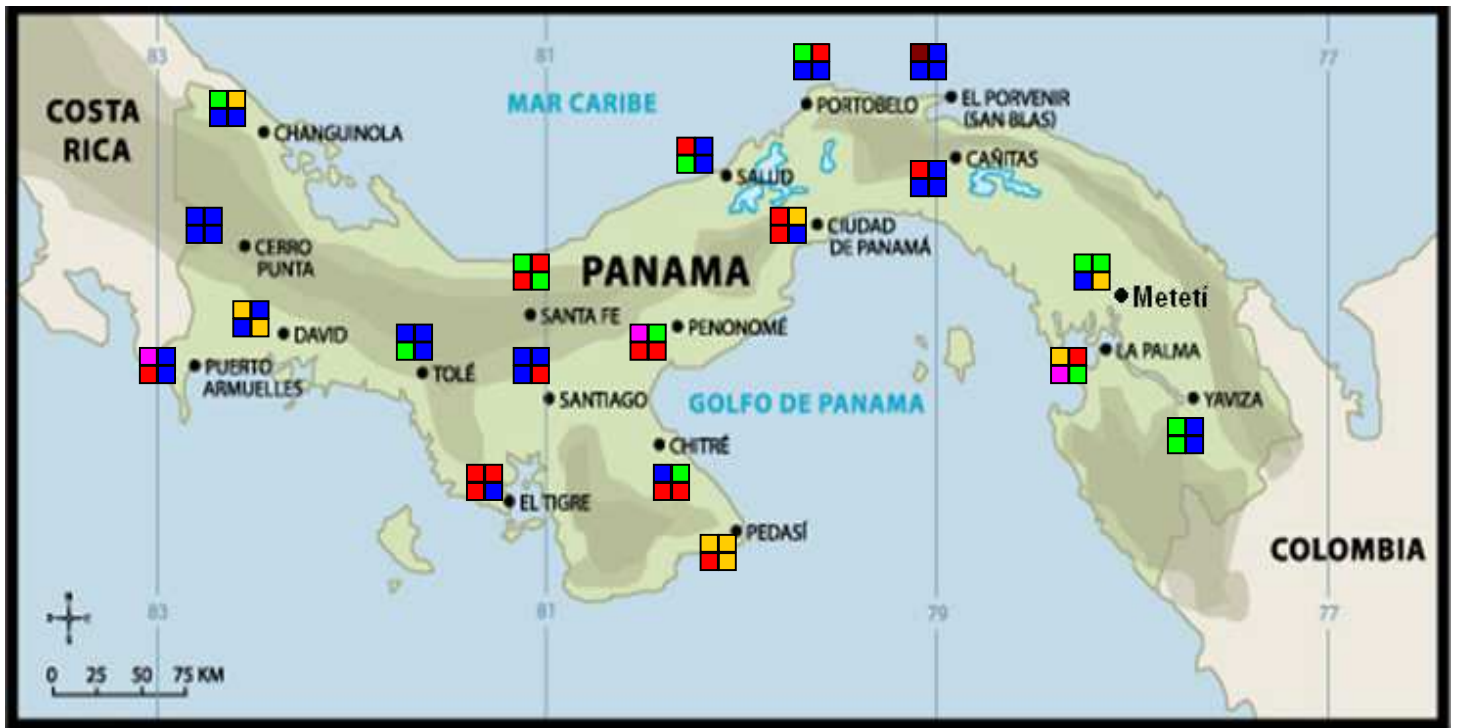 83
81
77
COSTA
RICA
MAR CARIBE
PORTOBELO
EL PORVENIR
(SAN BLAS)
CHANGUINOLA
CAÑITAS
SALUD
CIUDAD
DE PANAMÁ
CERRO
PUNTA
PANAMA
Metetí
SANTA FE
PENONOMÉ
DAVID
LA PALMA
PUERTO
ARMUELLES
TOLÉ
SANTIAGO
GOLFO DE PANAMA
YAVIZA
CHITRÉ
EL TIGRE
PEDASÍ
COLOMBIA
83
81
79
77
0 25 50 75 KM